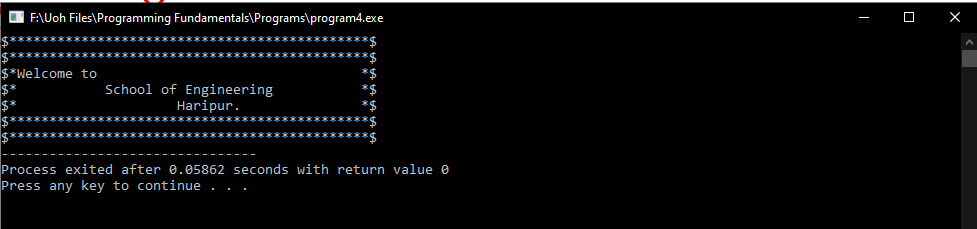 F:\Uoh Files\Programming Fundamentals\Programs\program4.exe
$*********************************************$
$*********************************************$
$*Welcome to                                 *$
$*           School of Engineering           *$
$*                    Haripur.               *$
$*********************************************$
$*********************************************$
--------------------------------
Process exited after 0.05862 seconds with return value 0
Press any key to continue . . .